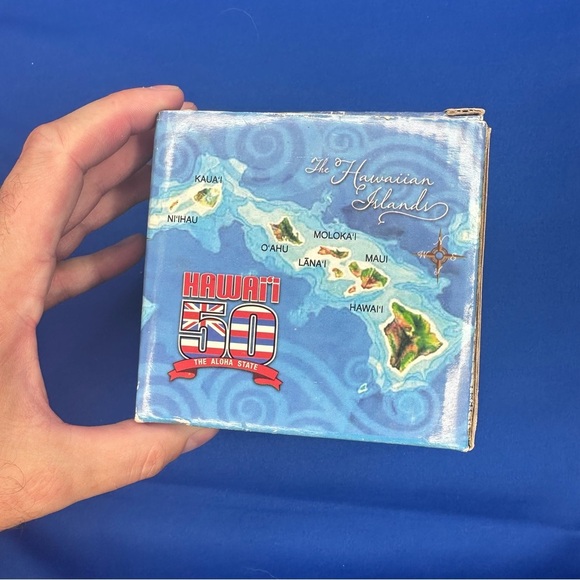 The Hawaiian
Islands
KAUA'I
NI'IHAU
O'AHU
MOLOKA'I
LĀNA'I
MAUI
HAWAI'I
HAWAI'I
50
THE ALOHA STATE